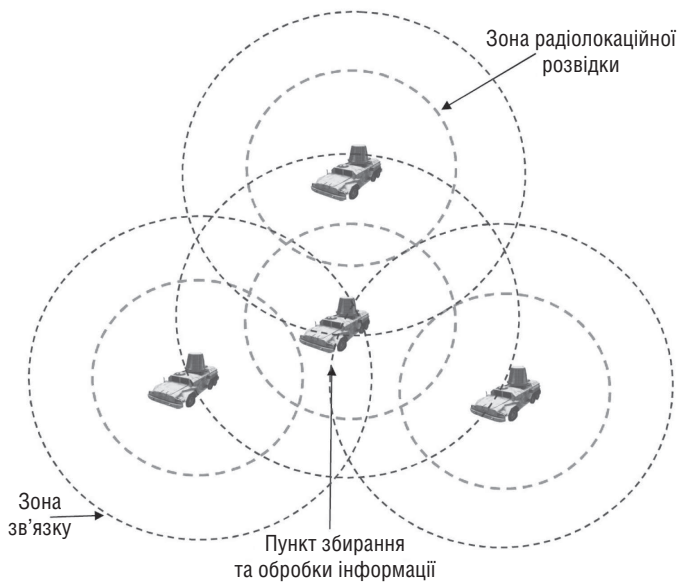 Зона радіолокаційної
розвідки
Зона
зв'язку
Пункт збирання
та обробки інформації